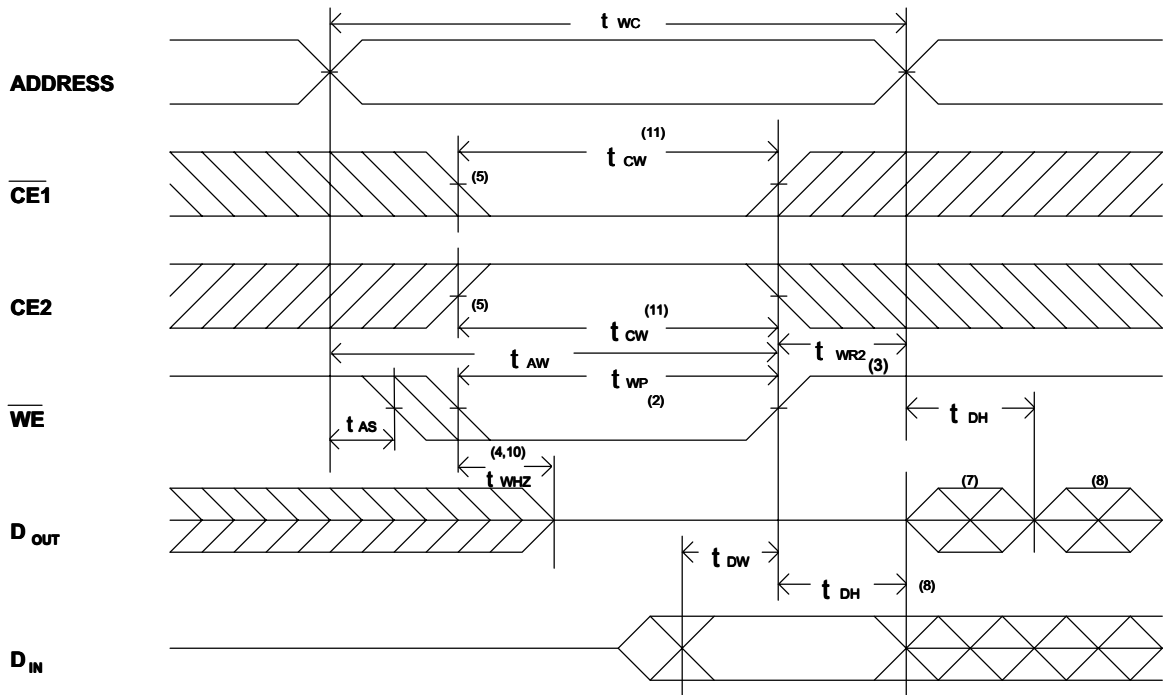 t WC
ADDRESS
(11)
t CW
CE1
(5)
CE2
(5)
(11)
t CW
t AW
t WR2
(3)
t WP
(2)
WE
t AS
t DH
(4,10)
t WHZ
(7)
(8)
D OUT
t DW
t DH
(8)
D IN